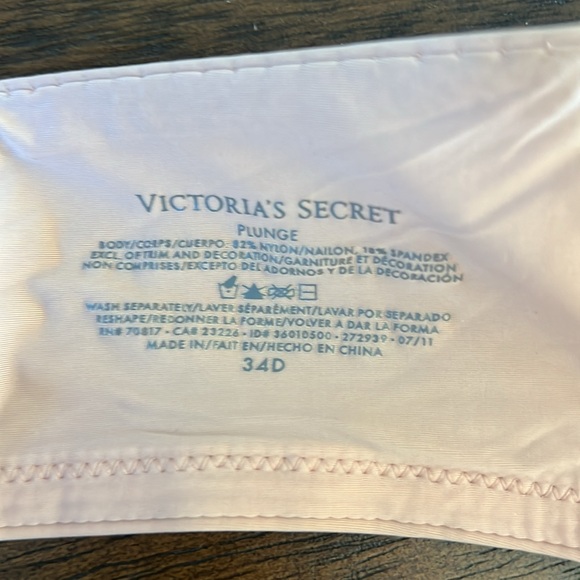 VICTORIA'S SECRET
PLUNGE
BODY/CORPS/CUERPO: 82% NYLON/NAILON, 18% SPANDEX
EXCL. OF TRIM AND DECORATION/GARNITURE ET DÉCORATION
NON COMPRISES/EXCEPTO DEL ADORNOS Y DE LA DECORACIÓN
WASH SEPARATELY/LAVER SÉPARÉMENT/LAVAR POR SEPARADO
RESHAPE/REDONNER LA FORME/VOLVER A DAR LA FORMA
RN# 70817 • CA# 23226 • ID# 36010500 • 272939 • 07/11
MADE IN/FAIT EN/HECHO EN CHINA
34D